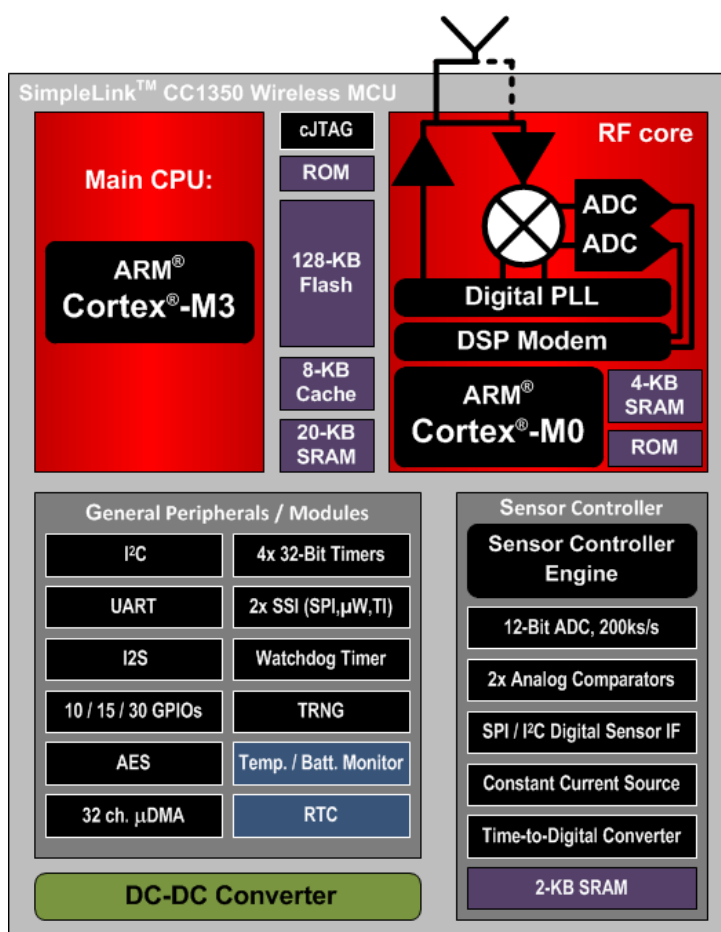 SimpleLink™ CC1350 Wireless MCU
Main CPU:
ARM®
Cortex®-M3
cJTAG
ROM
128-KB
Flash
8-KB
Cache
20-KB
SRAM
RF core
ADC
ADC
Digital PLL
DSP Modem
ARM®
Cortex®-M0
4-KB
SRAM
ROM
General Peripherals / Modules
I²C
4x 32-Bit Timers
UART
2x SSI (SPI,µW,TI)
I2S
Watchdog Timer
10 / 15 / 30 GPIOs
TRNG
AES
Temp. / Batt. Monitor
32 ch. µDMA
RTC
Sensor Controller
Sensor Controller
Engine
12-Bit ADC, 200ks/s
2x Analog Comparators
SPI / I²C Digital Sensor IF
Constant Current Source
Time-to-Digital Converter
2-KB SRAM
DC-DC Converter